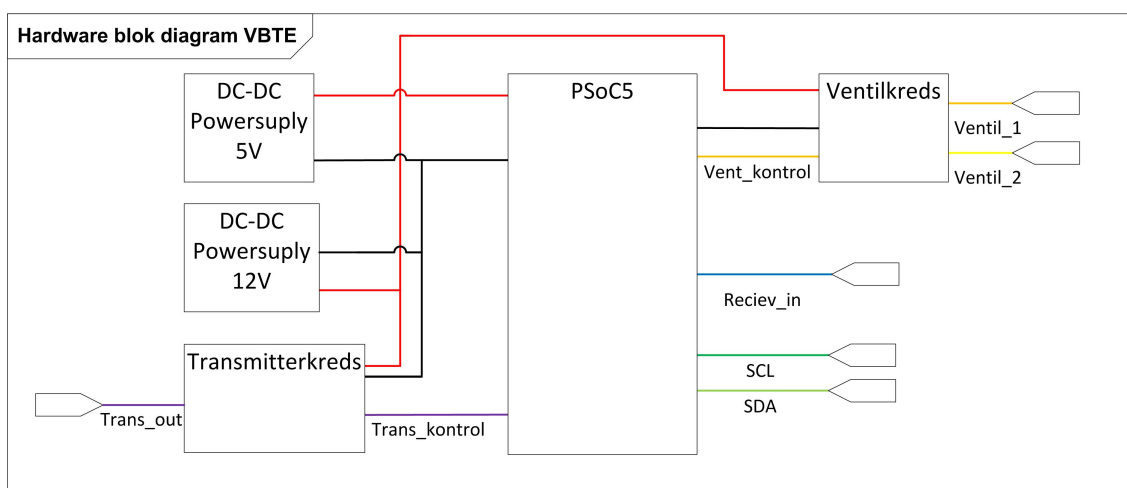 Hardware blok diagram VBTE
DC-DC
Powersuply
5V
PSoC5
Ventilkreds
Ventil_1
Ventil_2
Vent_kontrol
DC-DC
Powersuply
12V
Reciev_in
Transmitterkreds
SCL
SDA
Trans_out
Trans_kontrol